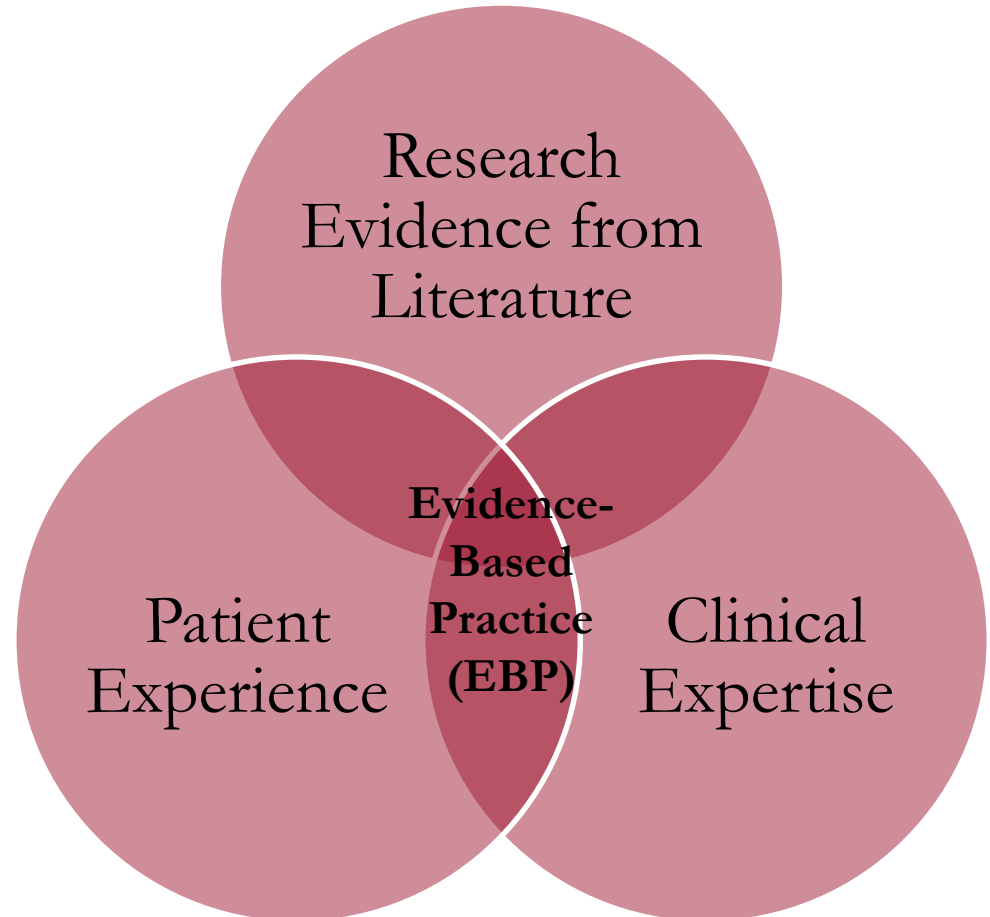 Research
Evidence from
Literature
Evidence-
Based
Practice
(EBP)
Patient
Experience
Clinical
Expertise